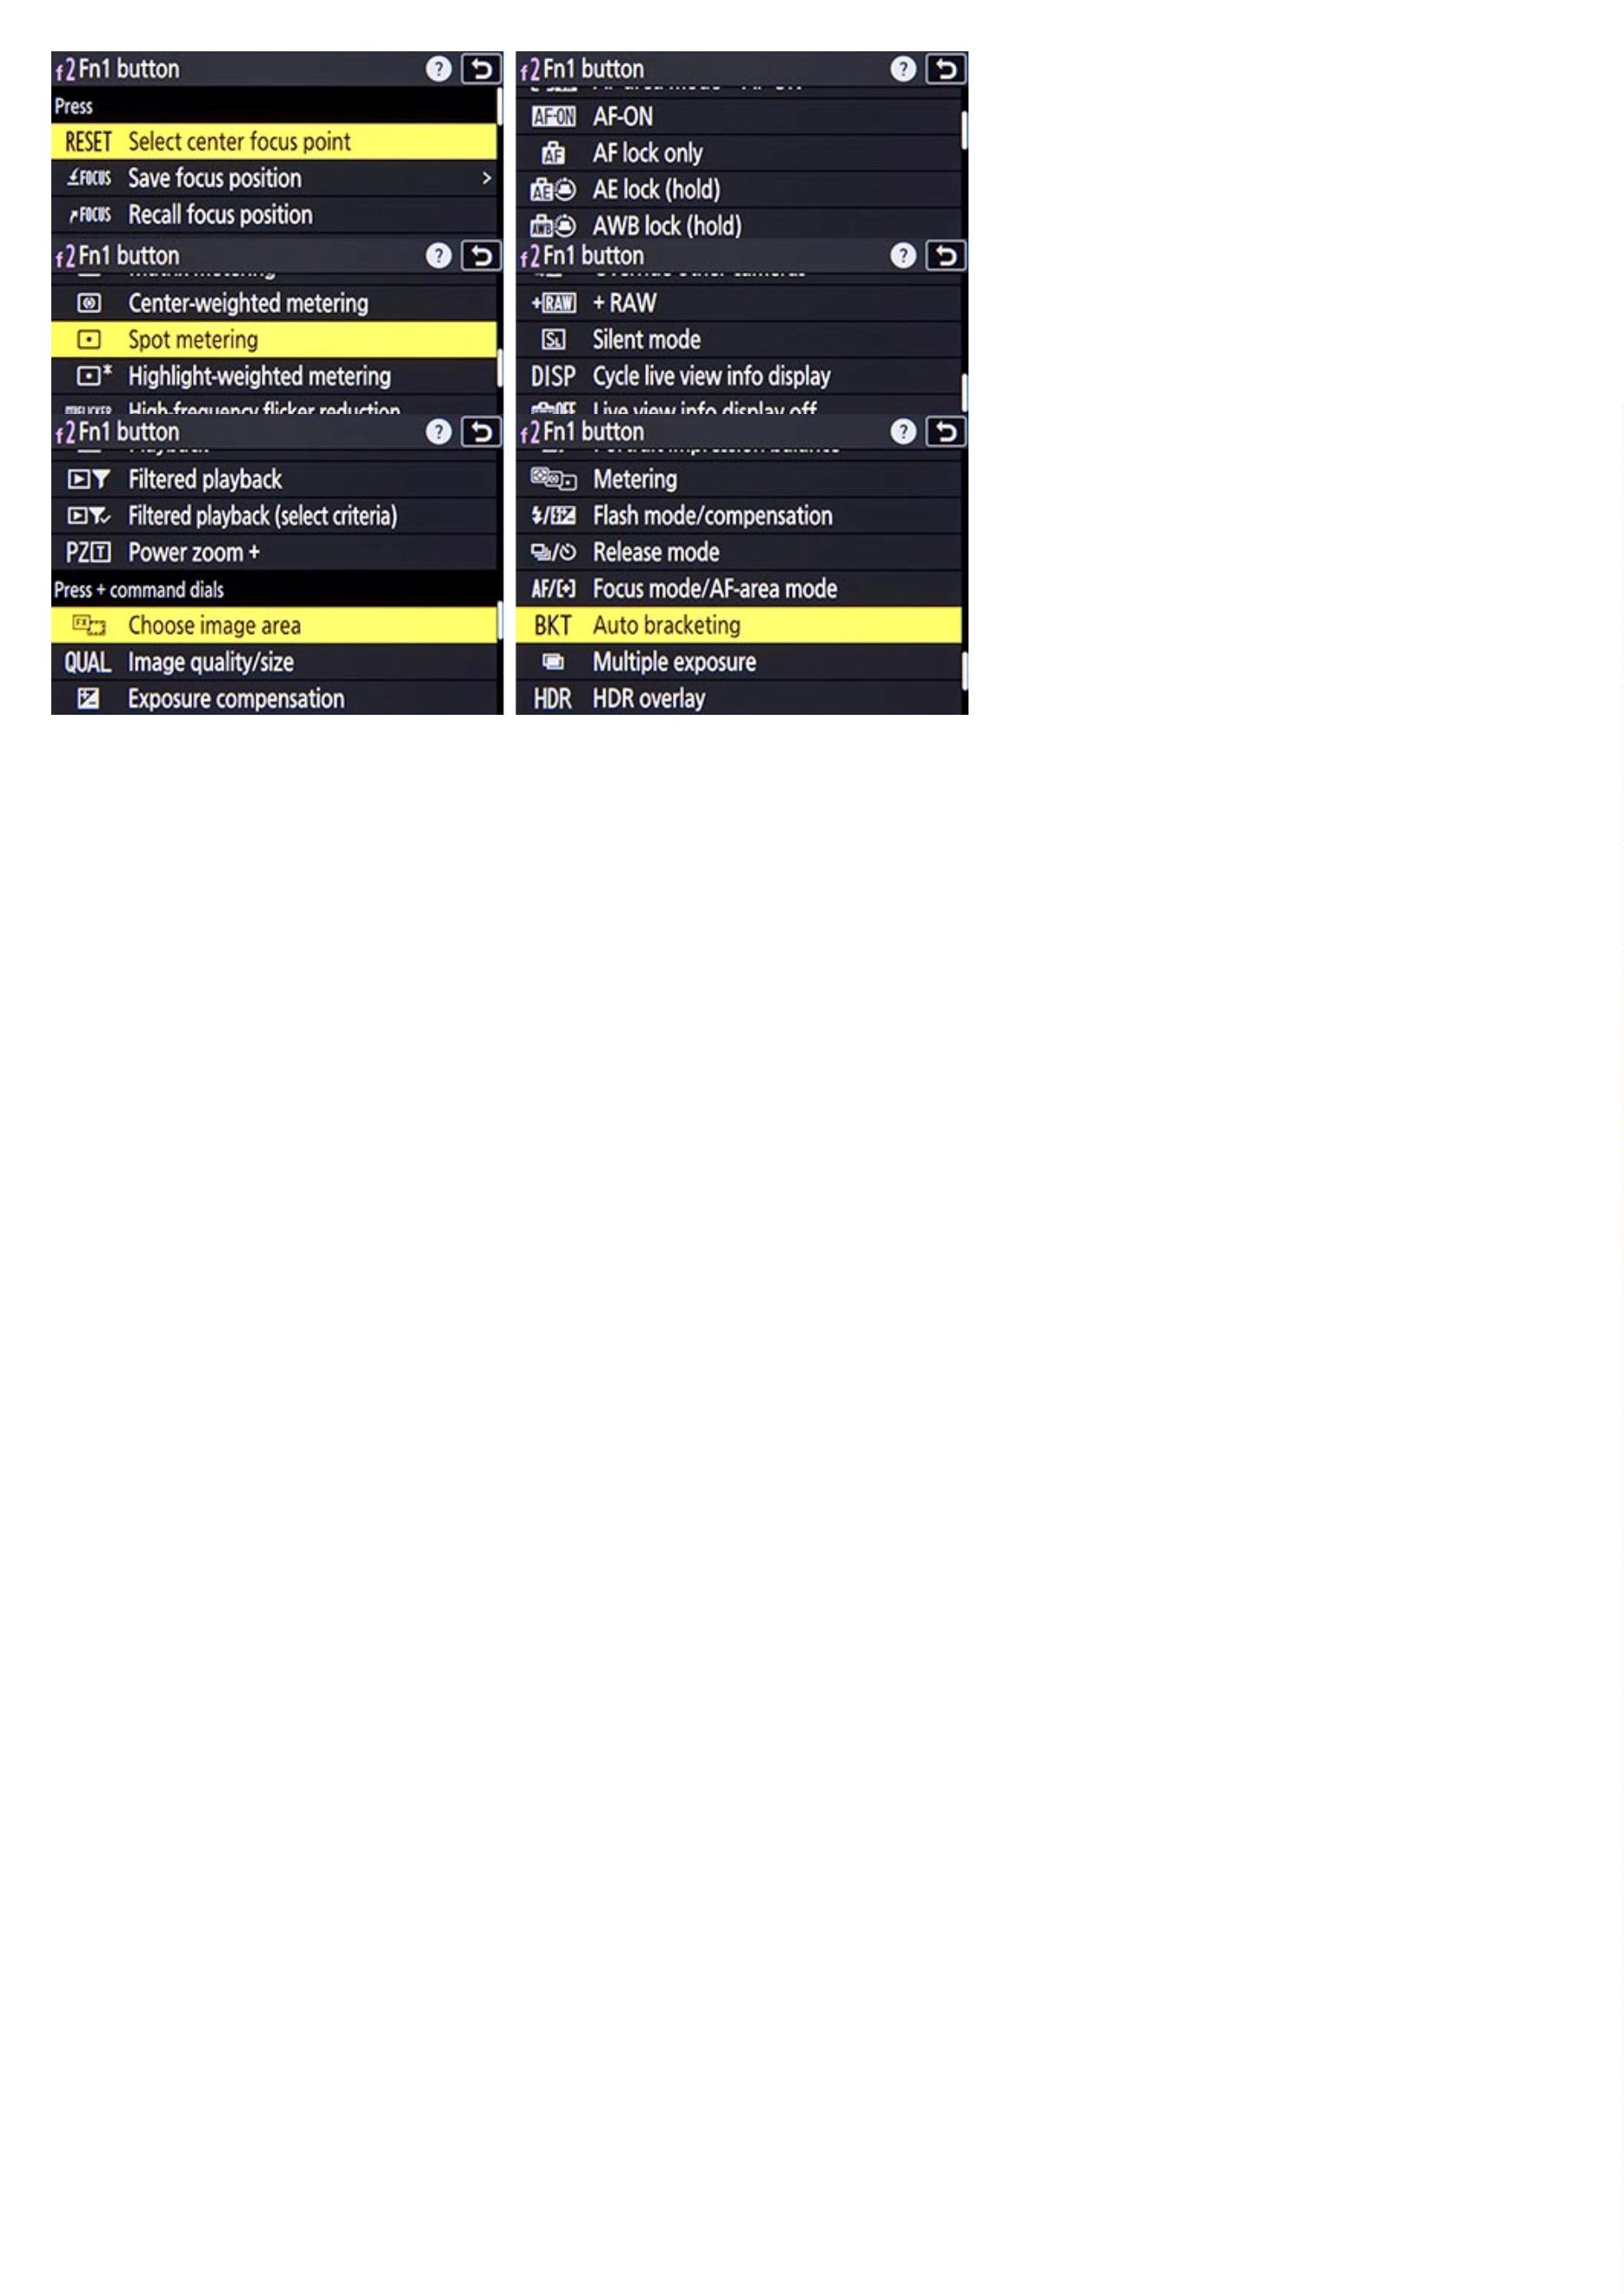 f2 Fn1 button ?
Press
RESET Select center focus point
FOCUS Save focus position >
FOCUS Recall focus position
f2 Fn1 button ?
AF-ON AF-ON
AF AF lock only
AE AE lock (hold)
AWB AWB lock (hold)
f2 Fn1 button ?
Center-weighted metering
Spot metering
* Highlight-weighted metering
High-frequency flicker reduction
f2 Fn1 button ?
+RAW + RAW
SL Silent mode
DISP Cycle live view info display
OFF Live view info display off
f2 Fn1 button ?
Playback
Filtered playback
Filtered playback (select criteria)
PZ T Power zoom +
Press + command dials
FX Choose image area
QUAL Image quality/size
Exposure compensation
f2 Fn1 button ?
Metering
Flash mode/compensation
Release mode
AF/[+] Focus mode/AF-area mode
BKT Auto bracketing
Multiple exposure
HDR HDR overlay